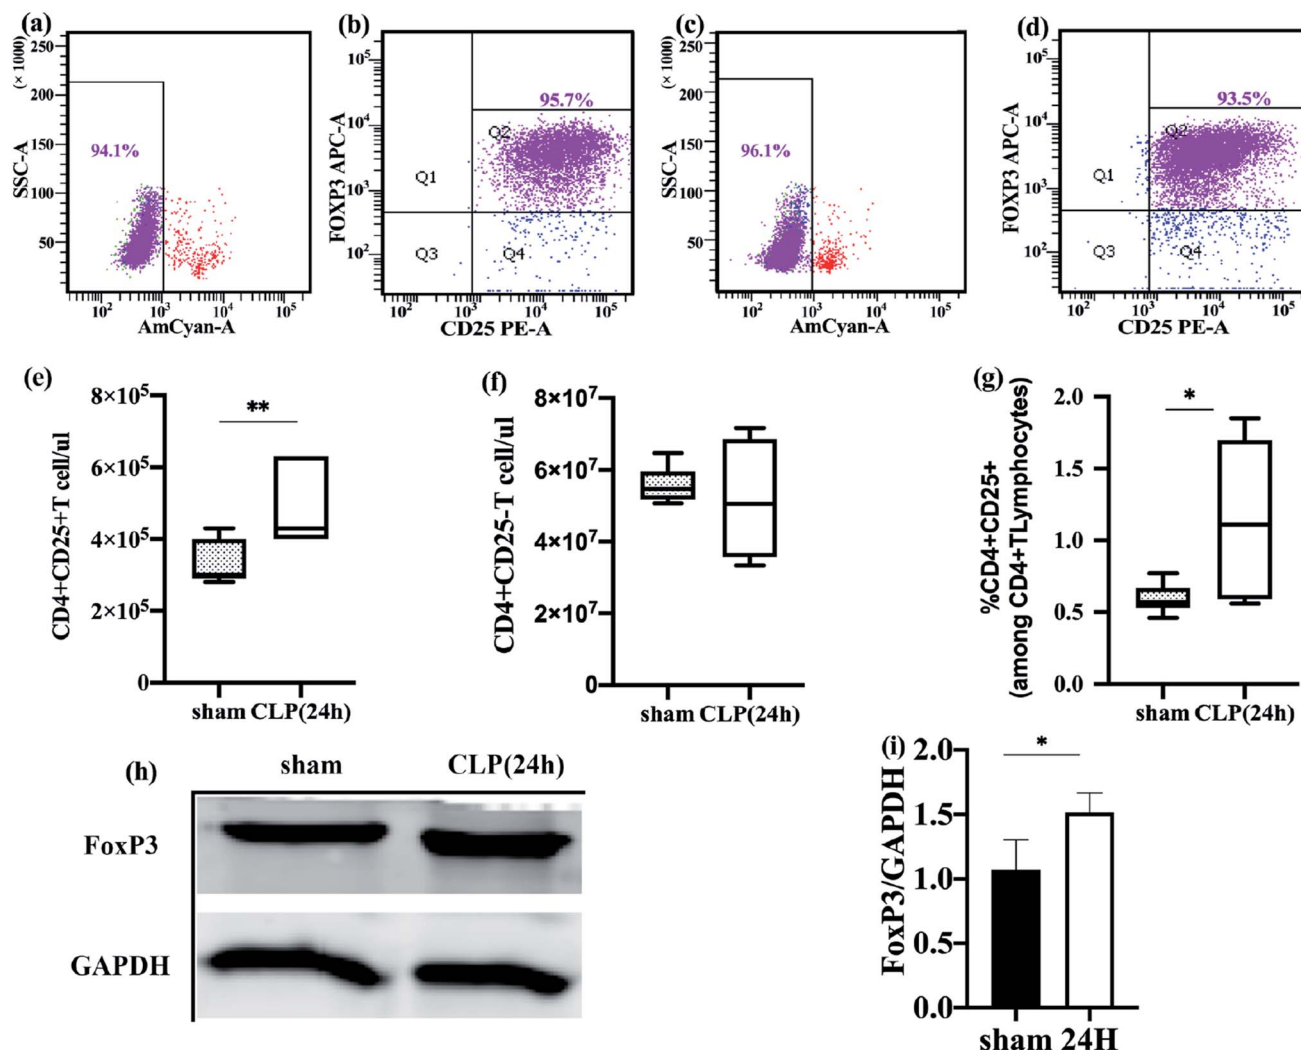 (a)
(× 1000)
250
200
150
100
50
SSC-A
94.1%
10² 10³ 10⁴ 10⁵
AmCyan-A
(b)
10⁵
10⁴
10³
10²
FOXP3 APC-A
95.7%
Q2
Q1
Q3
Q4
10² 10³ 10⁴ 10⁵
CD25 PE-A
(c)
(× 1000)
250
200
150
100
50
SSC-A
96.1%
10² 10³ 10⁴ 10⁵
AmCyan-A
(d)
10⁵
10⁴
10³
10²
FOXP3 APC-A
93.5%
Q2
Q1
Q3
Q4
10² 10³ 10⁴ 10⁵
CD25 PE-A
(e)
8×10⁵
6×10⁵
4×10⁵
2×10⁵
0
CD4+CD25+T cell/ul
**
sham CLP(24h)
(f)
8×10⁷
6×10⁷
4×10⁷
2×10⁷
0
CD4+CD25-T cell/ul
sham CLP(24h)
(g)
2.0
1.5
1.0
0.5
0.0
%CD4+CD25+
(among CD4+TLymphocytes)
*
sham CLP(24h)
(h)
sham CLP(24h)
FoxP3
GAPDH
(i)
2.0
1.5
1.0
0.5
0.0
FoxP3/GAPDH
*
sham 24H